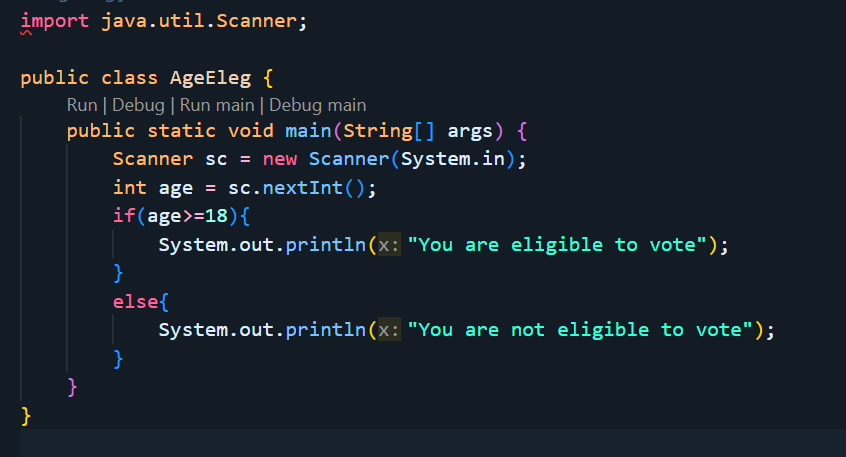 import java.util.Scanner;
public class AgeEleg {
Run | Debug | Run main | Debug main
public static void main(String[] args) {
Scanner sc = new Scanner(System.in);
int age = sc.nextInt();
if(age>=18){
System.out.println(x: "You are eligible to vote");
}
else{
System.out.println(x: "You are not eligible to vote");
}
}
}